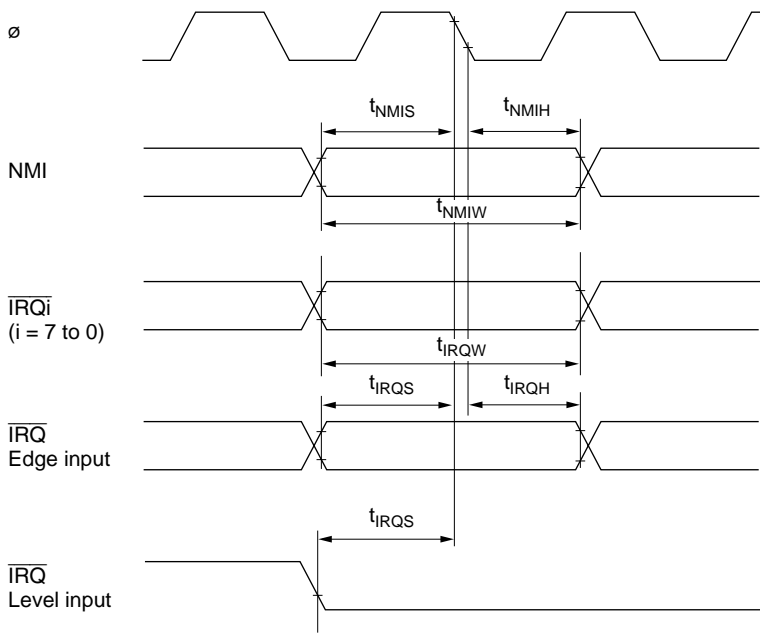 ø
tNMIS
tNMIH
NMI
tNMIW
IRQi
(i = 7 to 0)
tIRQW
tIRQS
tIRQH
IRQ
Edge input
tIRQS
IRQ
Level input